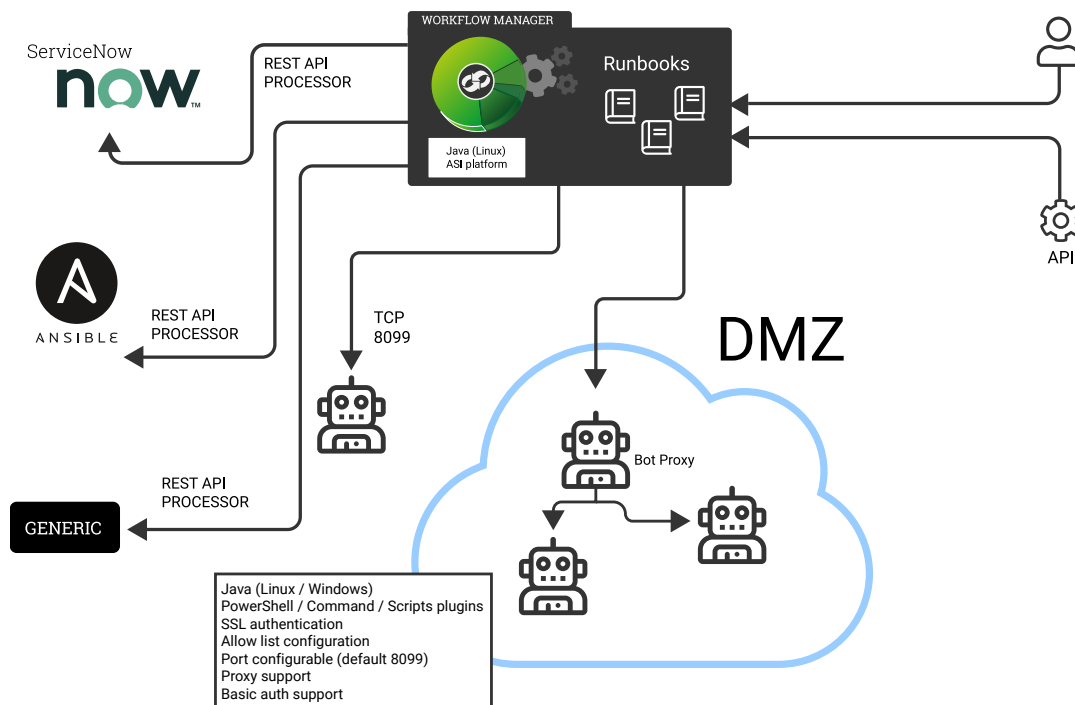 WORKFLOW MANAGER
ServiceNow
now™
REST API
PROCESSOR
Runbooks
Java (Linux)
ASI platform
API
ANSIBLE
REST API
PROCESSOR
TCP
8099
DMZ
Bot Proxy
REST API
PROCESSOR
GENERIC
Java (Linux / Windows)
PowerShell / Command / Scripts plugins
SSL authentication
Allow list configuration
Port configurable (default 8099)
Proxy support
Basic auth support